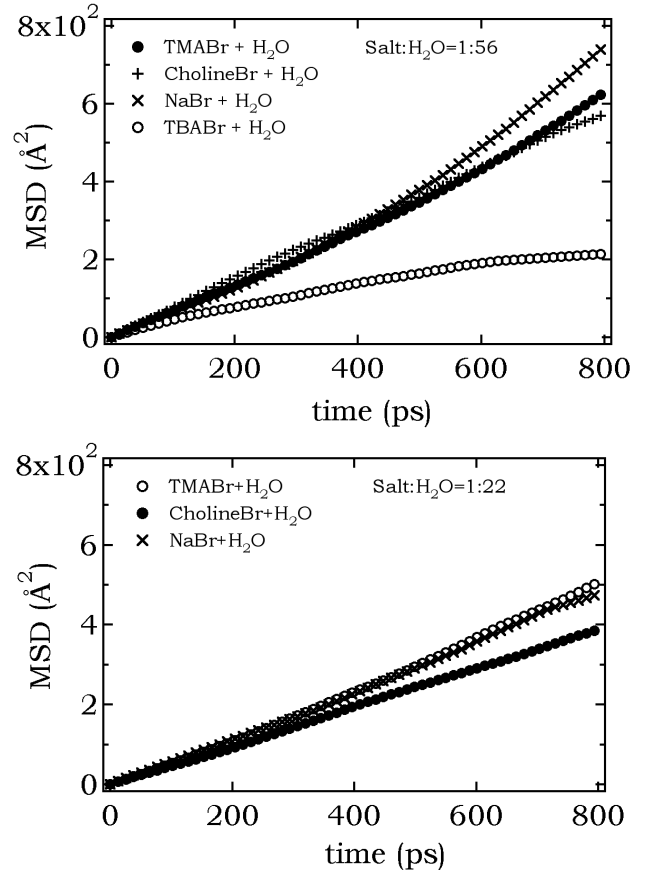 8x10²
TMABr + H₂O
Salt:H₂O=1:56
CholineBr + H₂O
NaBr + H₂O
TBABr + H₂O
6
4
2
0
MSD (Å²)
0 200 400 600 800
time (ps)
8x10²
TMABr+H₂O
Salt:H₂O=1:22
CholineBr+H₂O
NaBr+H₂O
6
4
2
0
MSD (Å²)
0 200 400 600 800
time (ps)